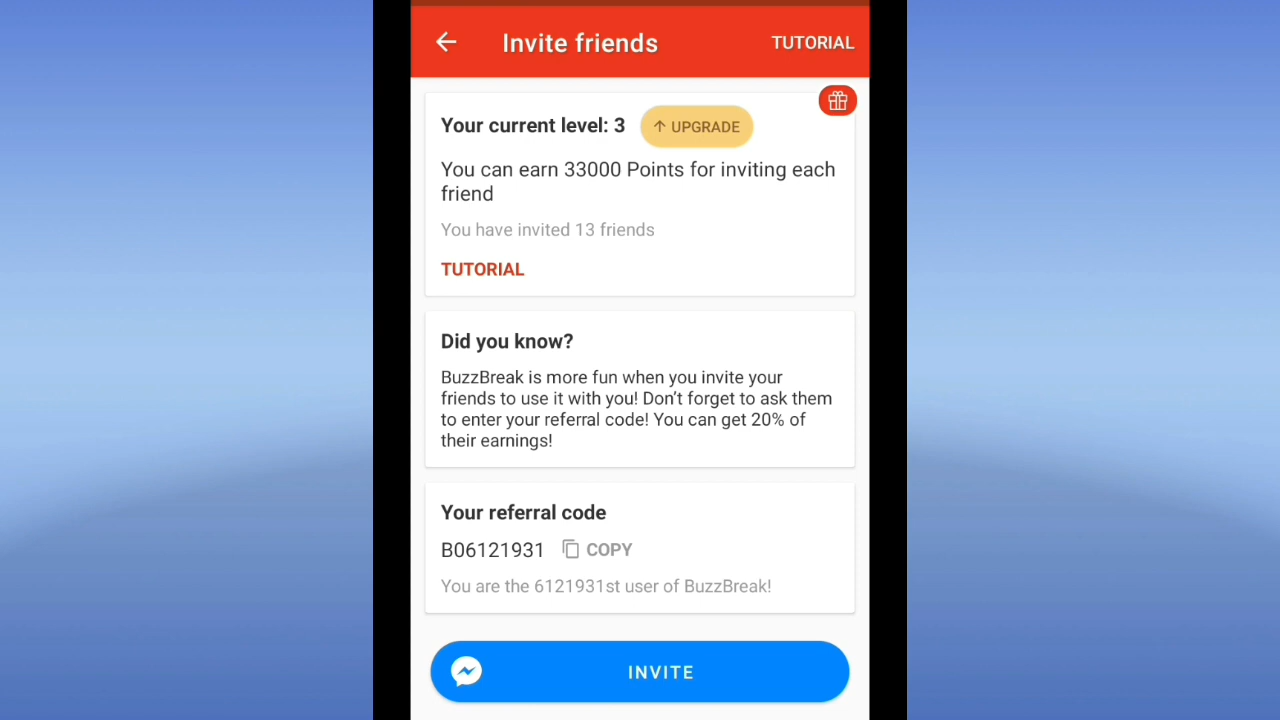 Invite friends
TUTORIAL
Your current level: 3
UPGRADE
You can earn 33000 Points for inviting each
friend
You have invited 13 friends
TUTORIAL
Did you know?
BuzzBreak is more fun when you invite your
friends to use it with you! Don't forget to ask them
to enter your referral code! You can get 20% of
their earnings!
Your referral code
B06121931
COPY
You are the 6121931st user of BuzzBreak!
INVITE